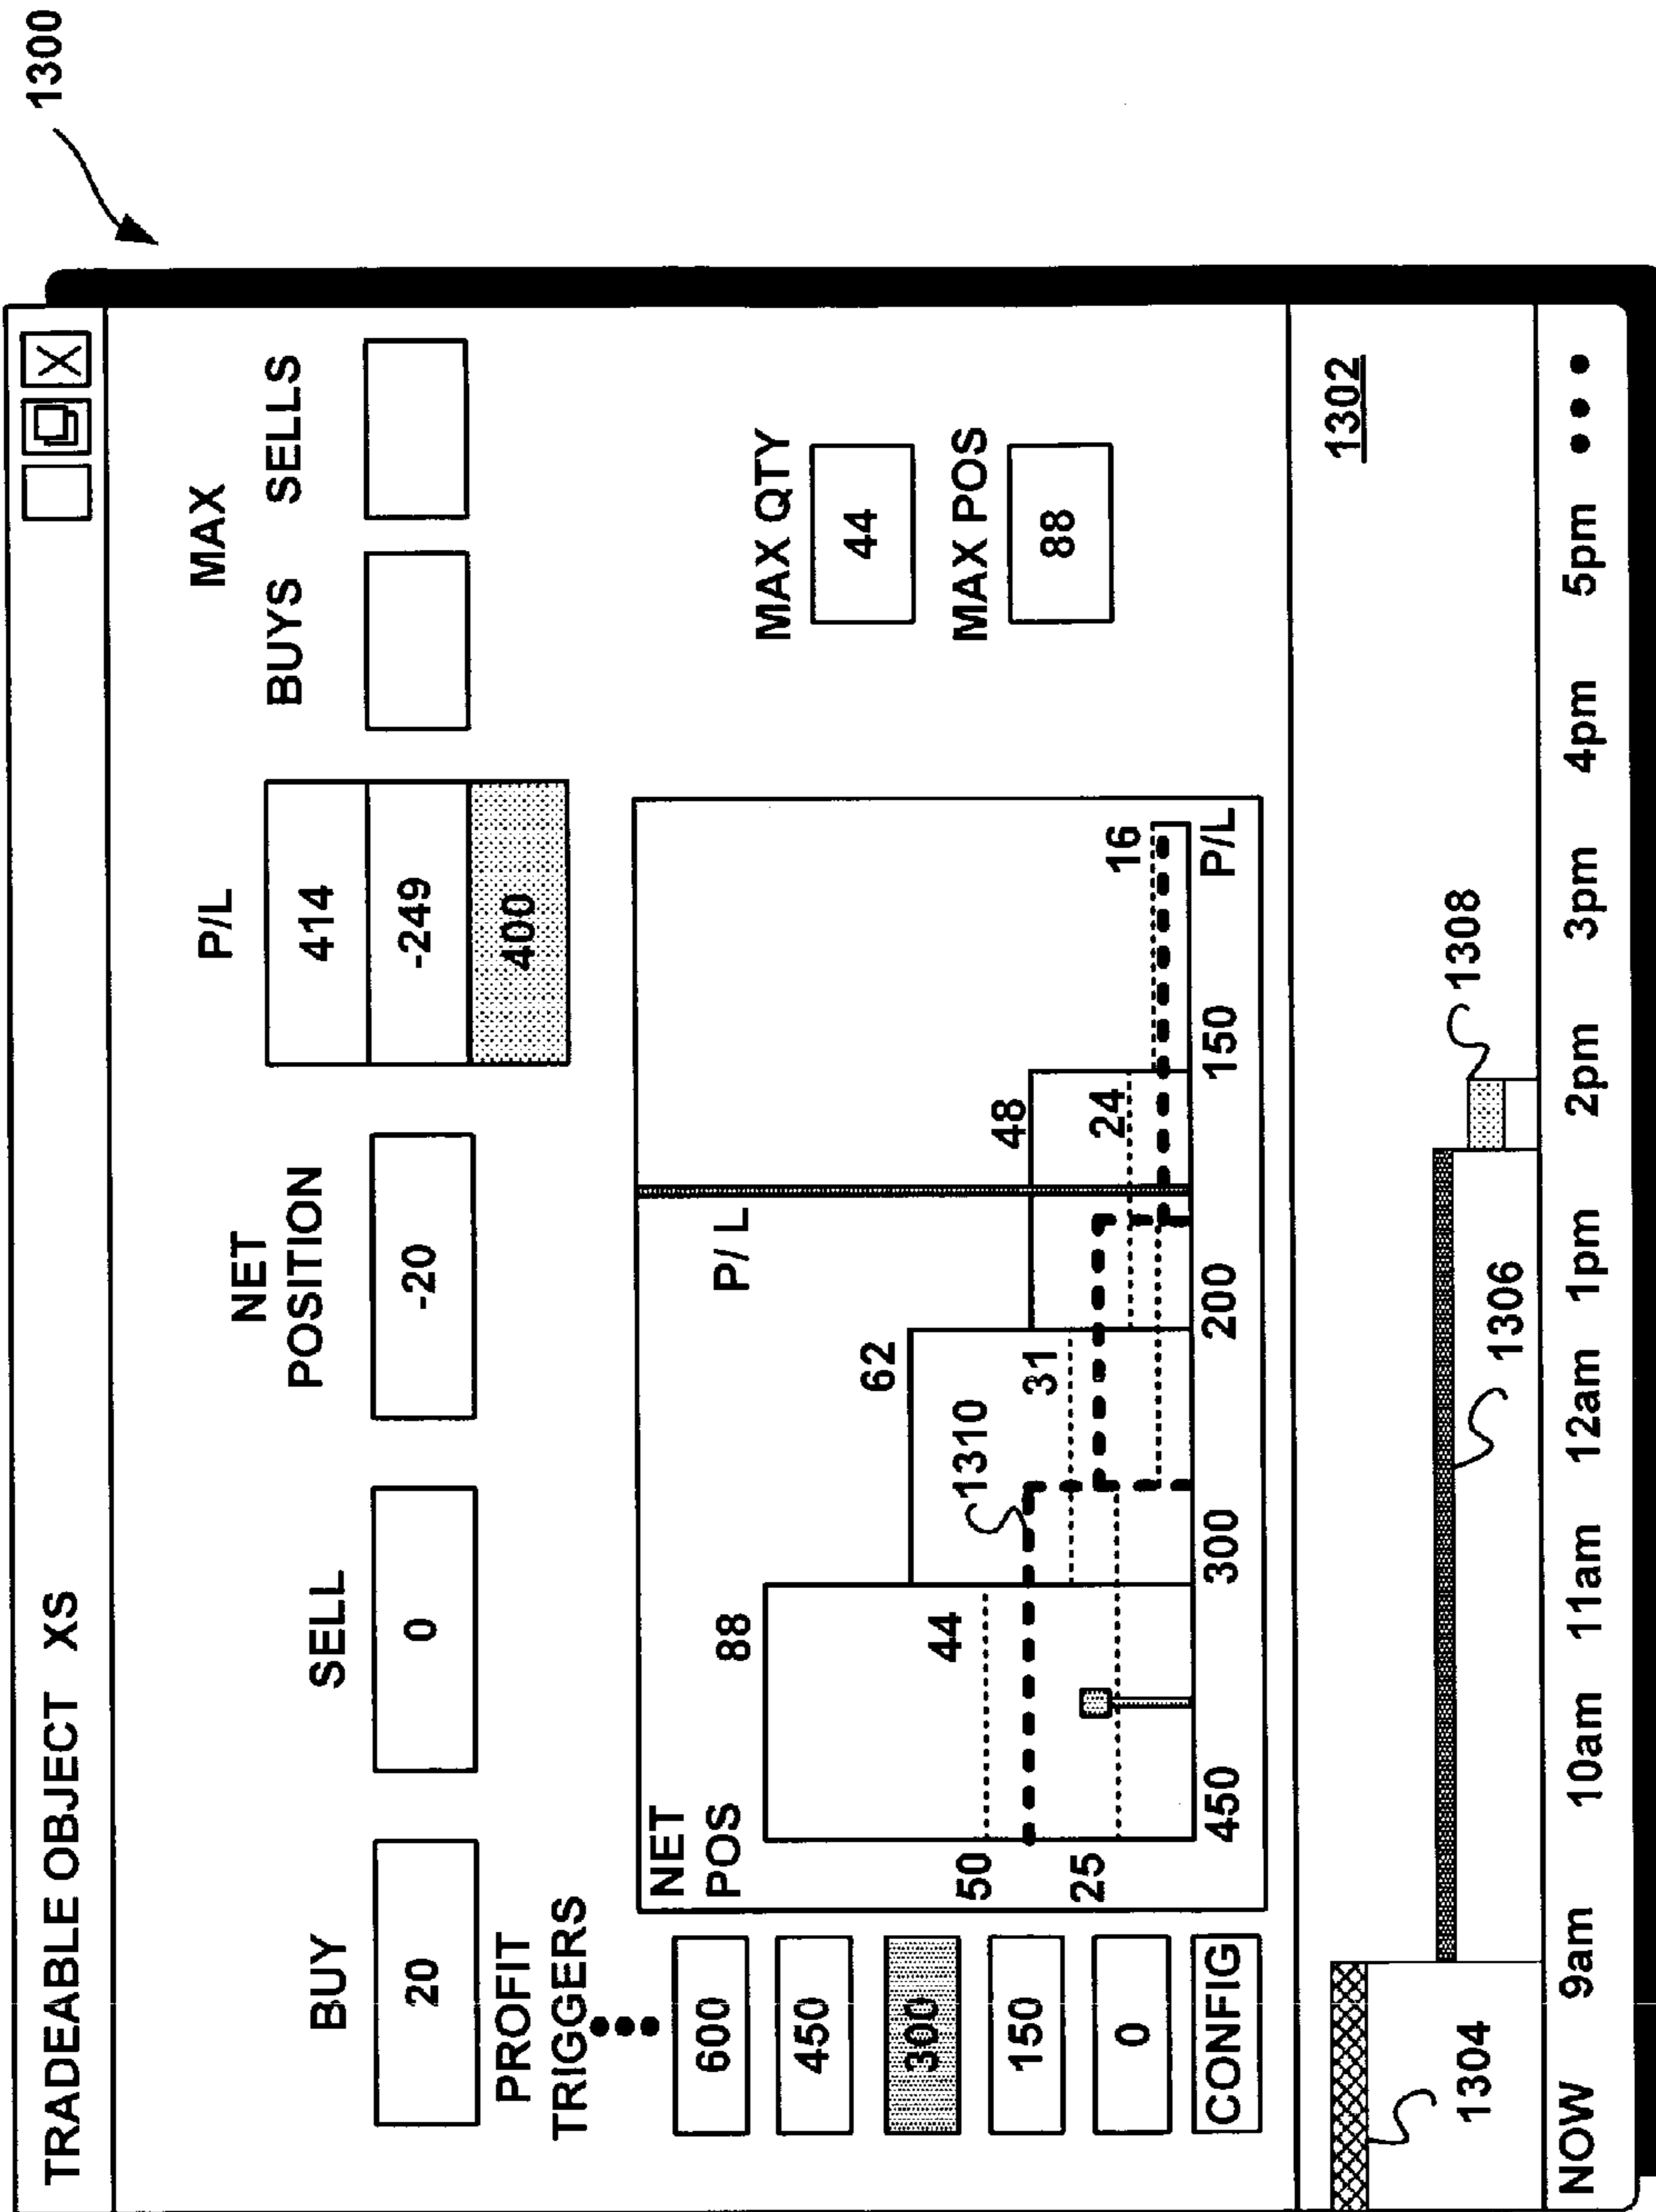 1300
TRADEABLE OBJECT XS
X
BUY
SELL
NET
POSITION
P/L
MAX
BUYS SELLS
20
0
-20
414
-249
400
PROFIT
TRIGGERS
600
450
300
150
0
CONFIG
NET
POS
88
P/L
62
50
44
1310
31
48
25
24
16
450
300
200
150
P/L
MAX QTY
44
MAX POS
88
1302
1304
1306
1308
NOW 9am 10am 11am 12am 1pm 2pm 3pm 4pm 5pm